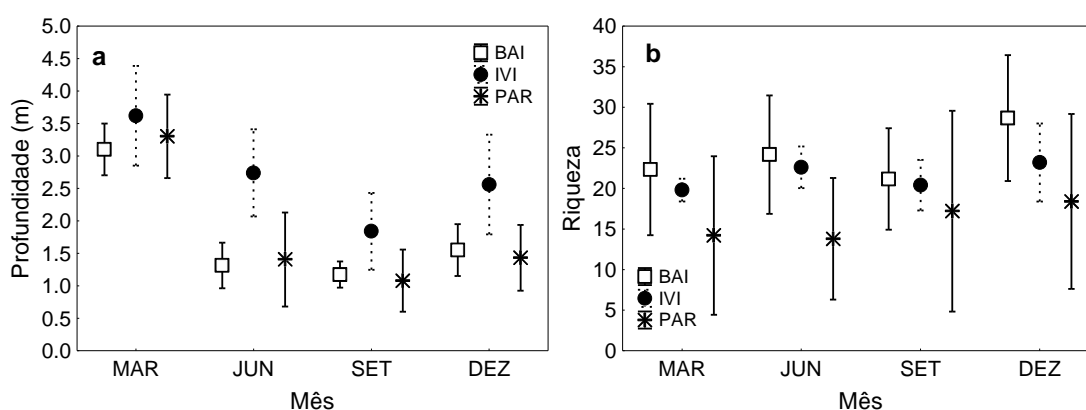 a
BAI
IVI
PAR
Profundidade (m)
5.0
4.5
4.0
3.5
3.0
2.5
2.0
1.5
1.0
0.5
0.0
MAR JUN SET DEZ
Mês
b
BAI
IVI
PAR
Riqueza
40
35
30
25
20
15
10
5
0
MAR JUN SET DEZ
Mês